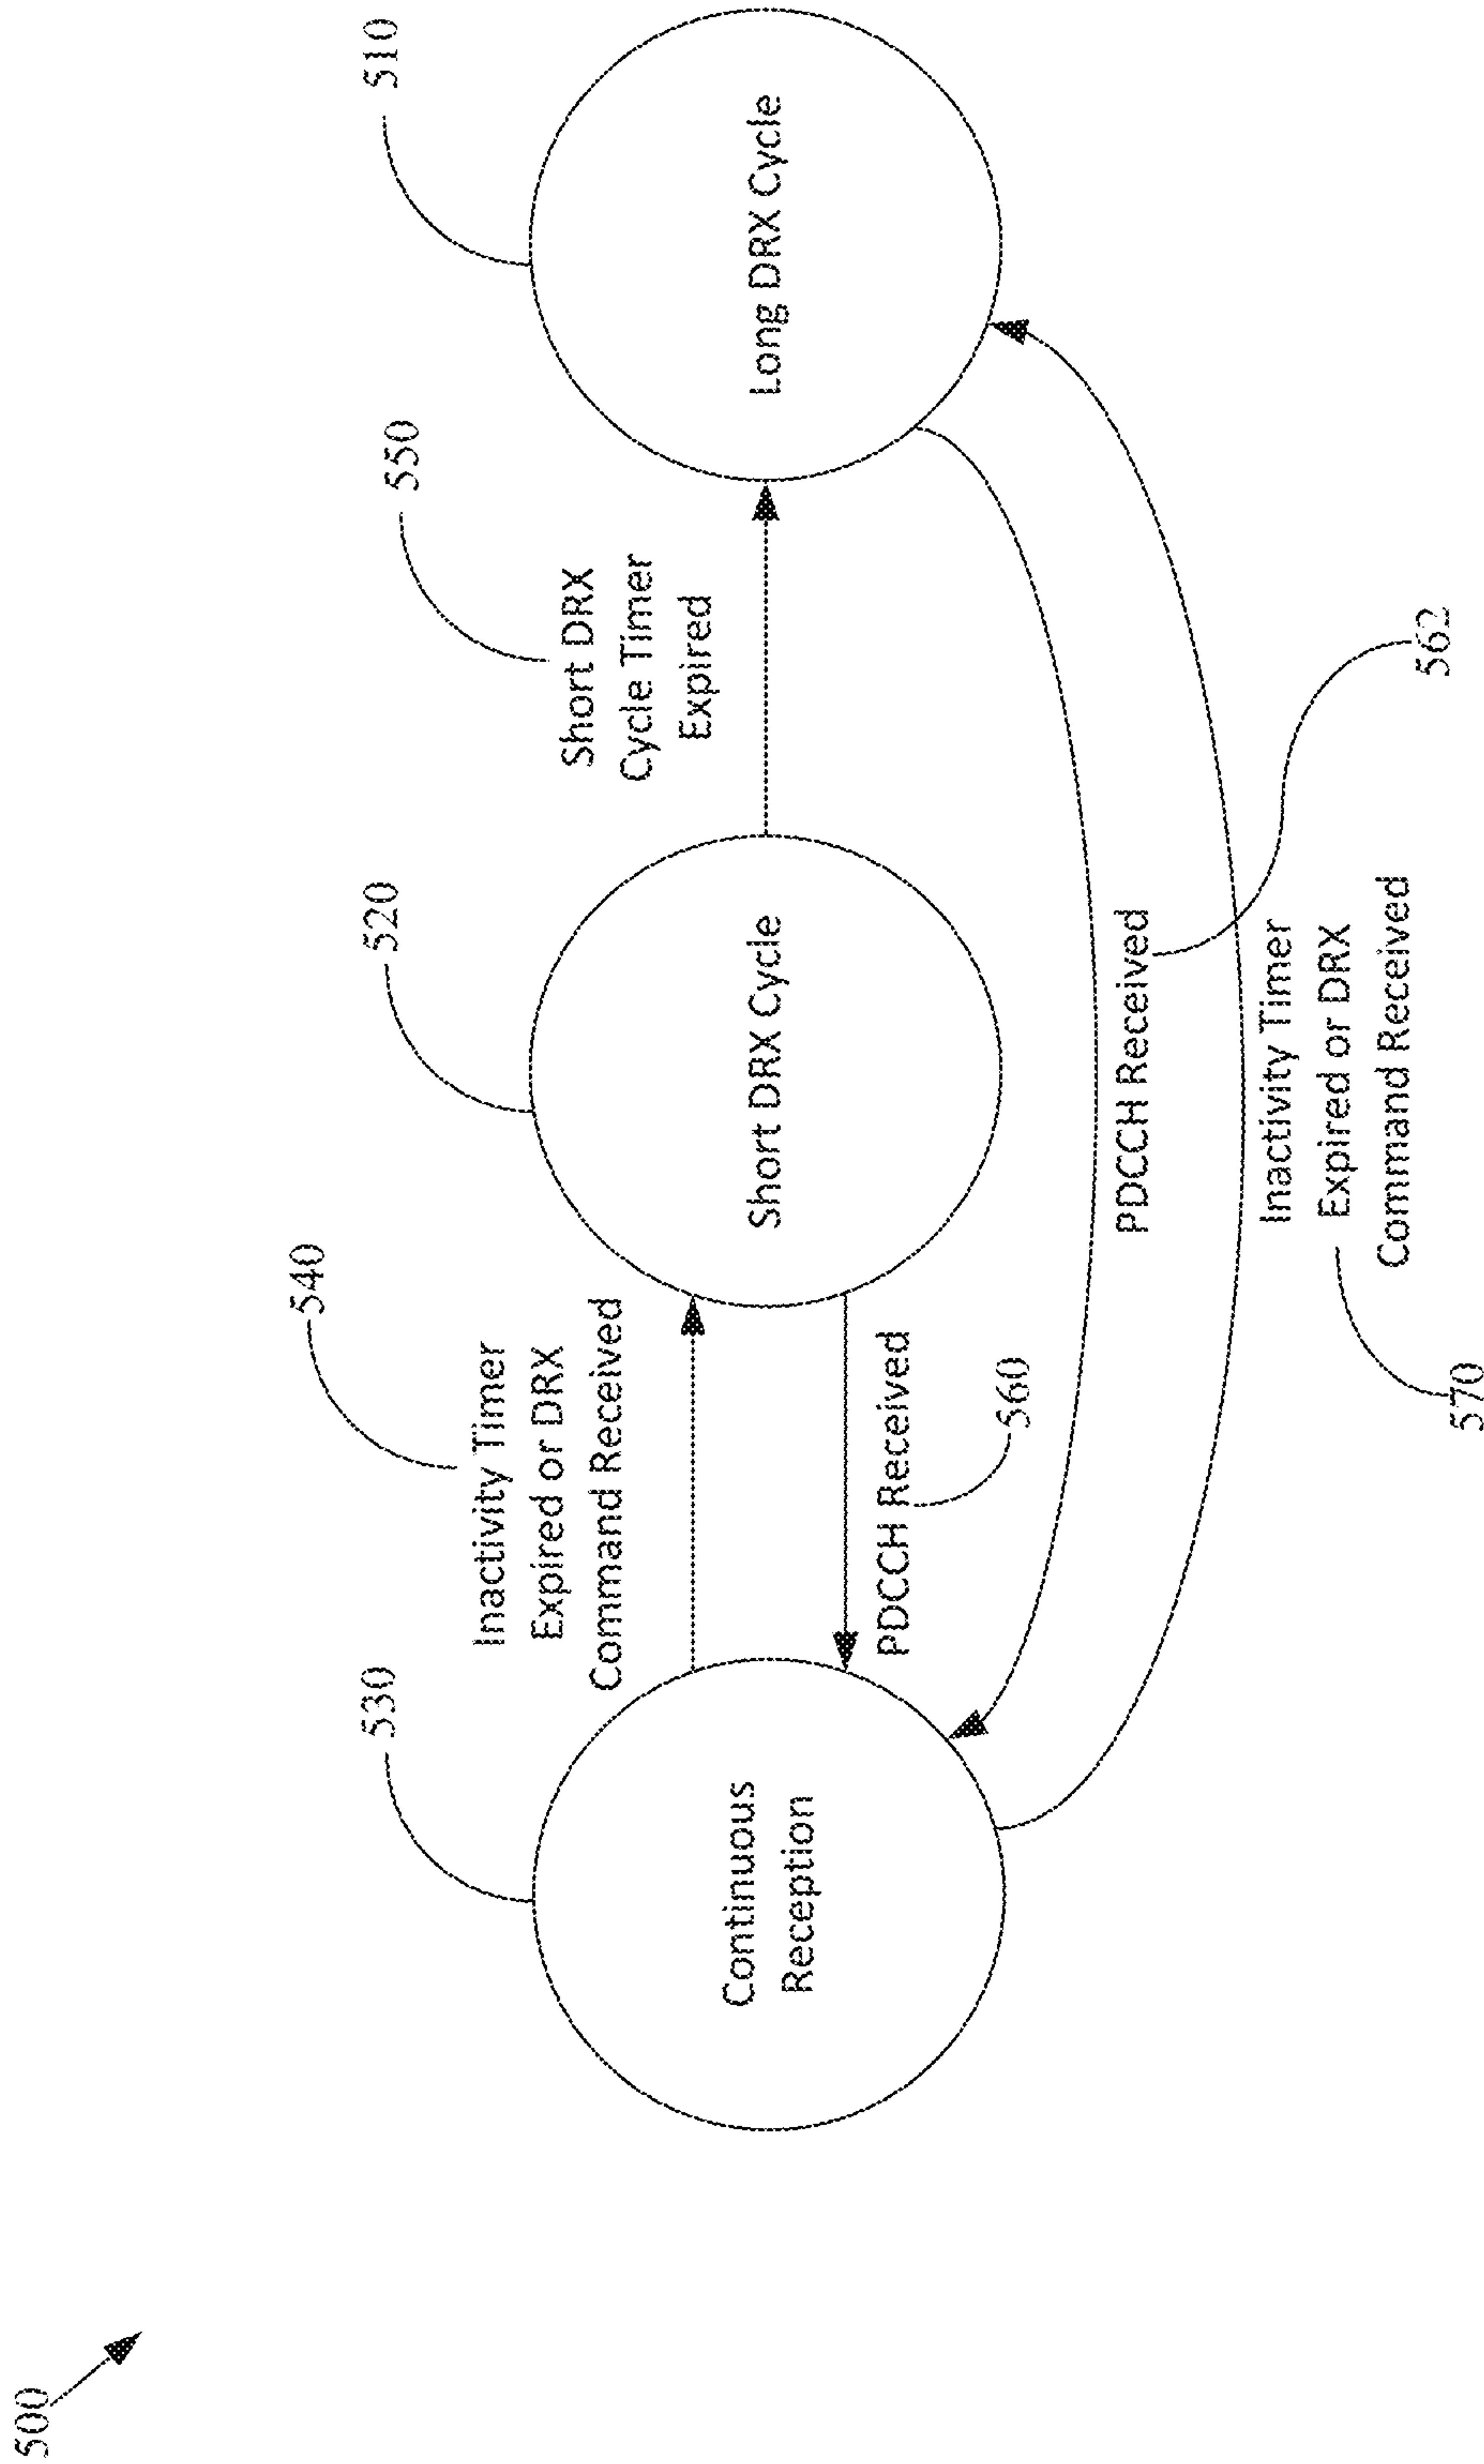 500
530
540
520
550
510
Inactivity Timer
Expired or DRX
Command Received
Short DRX
Cycle Timer
Expired
Continuous
Reception
Short DRX Cycle
Long DRX Cycle
PDCCH Received
560
PDCCH Received
562
Inactivity Timer
Expired or DRX
Command Received
570